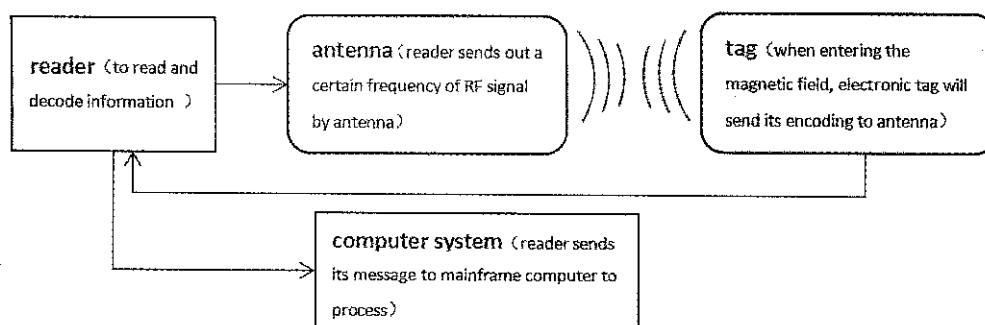 reader（to read and
decode information ）
antenna（reader sends out a
certain frequency of RF signal
by antenna）
tag（when entering the
magnetic field, electronic tag will
send its encoding to antenna）
computer system（reader sends
its message to mainframe computer to
process）